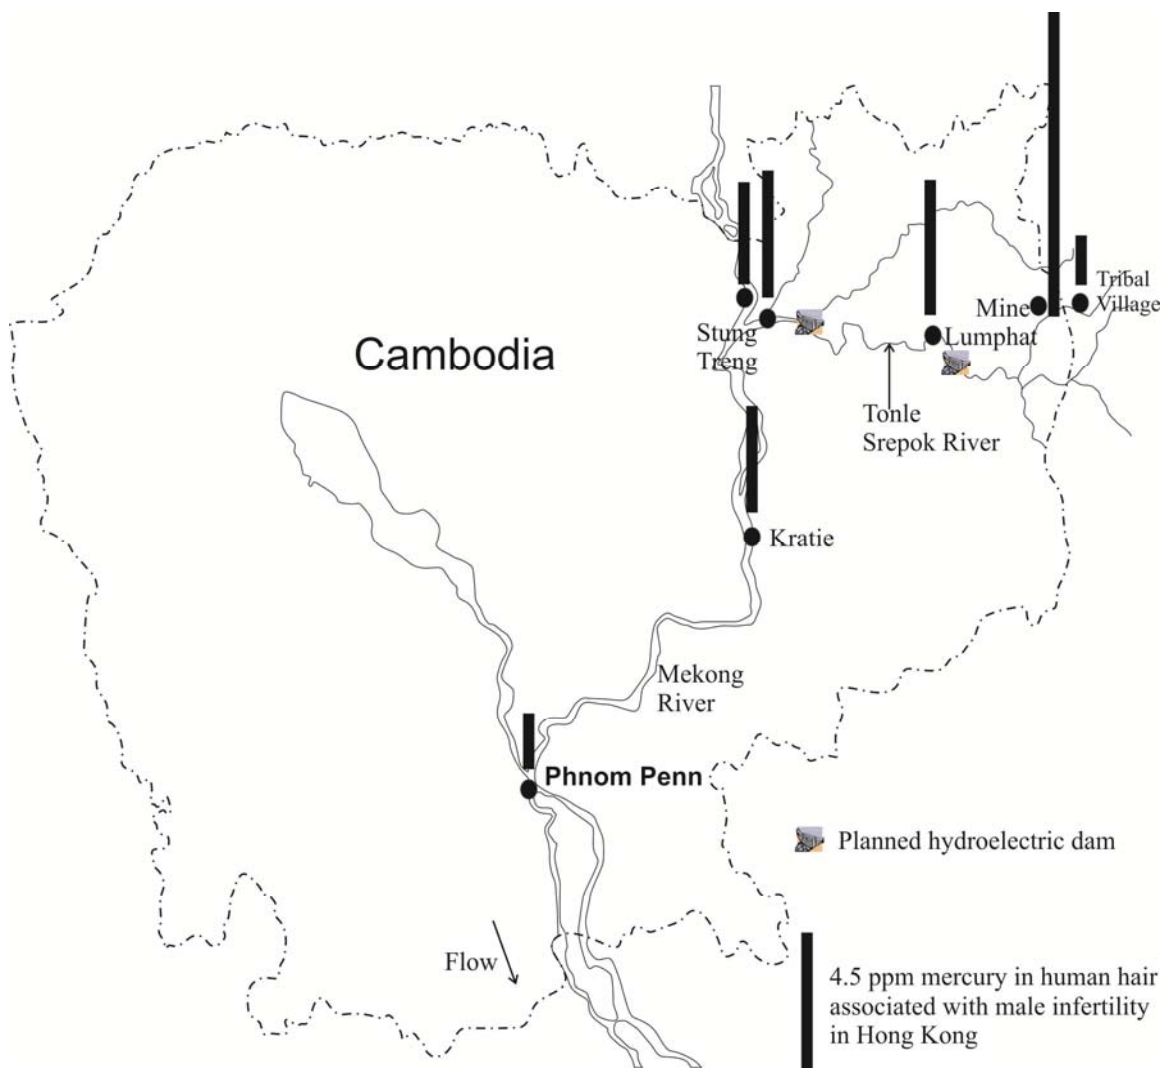 Cambodia
Stung
Treng
Mine
Lumphat
Tribal
Village
Tonle
Srepok River
Kratie
Mekong
River
Phnom Penn
Planned hydroelectric dam
Flow
4.5 ppm mercury in human hair
associated with male infertility
in Hong Kong